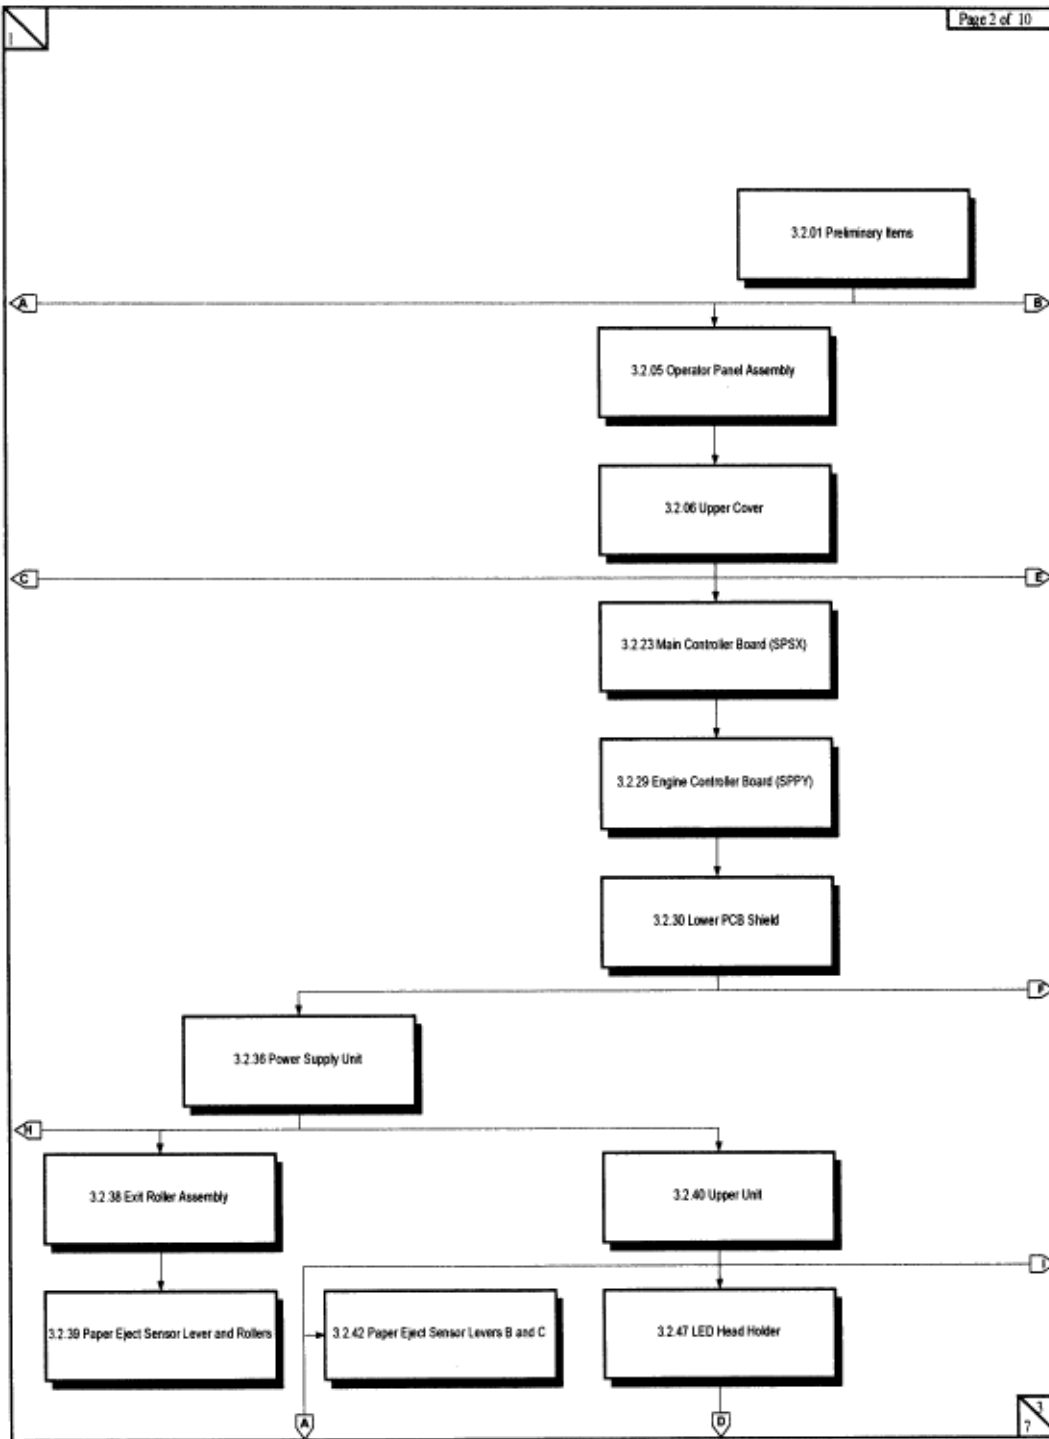 1
Page 2 of 10
3.2.01 Preliminary Items
A
B
3.2.05 Operator Panel Assembly
3.2.06 Upper Cover
C
E
3.2.23 Main Controller Board (SPSX)
3.2.29 Engine Controller Board (SPPY)
3.2.30 Lower PCB Shield
F
3.2.36 Power Supply Unit
H
3.2.38 Exit Roller Assembly
3.2.40 Upper Unit
3.2.39 Paper Eject Sensor Lever and Rollers
3.2.42 Paper Eject Sensor Levers B and C
3.2.47 LED Head Holder
A
D
3
7